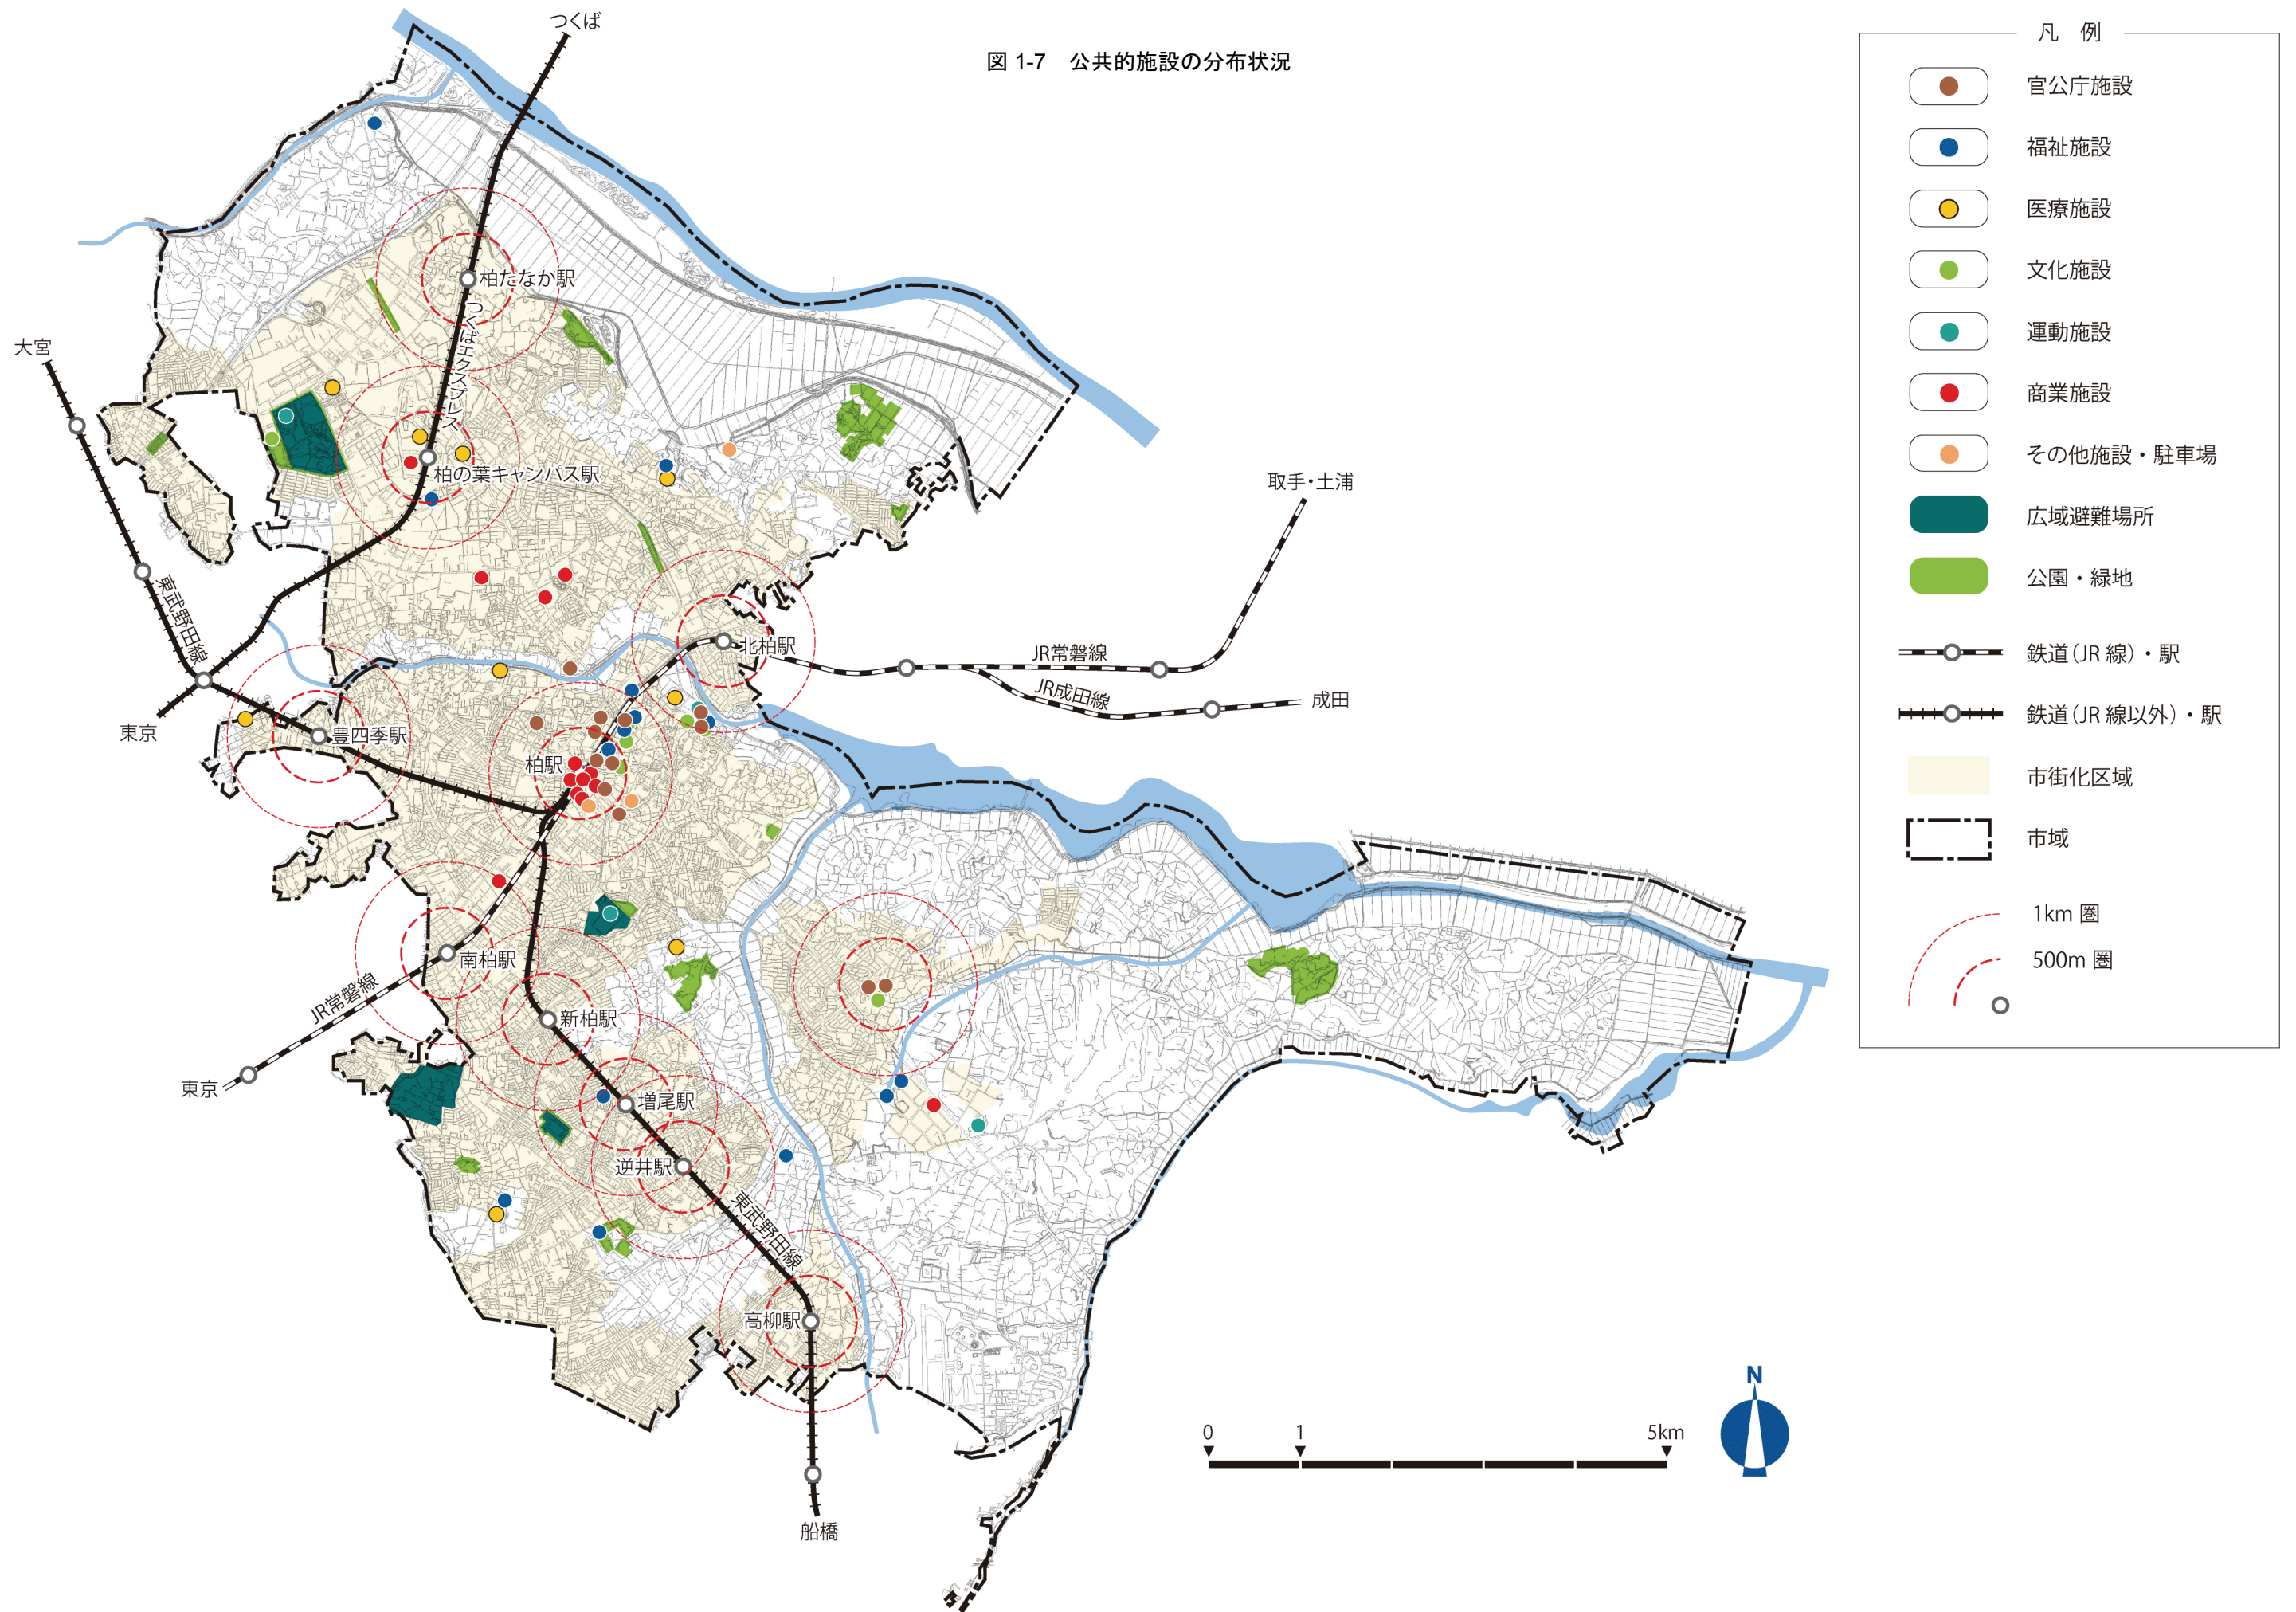 図 1-7　公共的施設の分布状況
つくば
柏たなか駅
つくばエクスプレス
大宮
柏の葉キャンパス駅
取手・土浦
東武野田線
北柏駅
JR常磐線
JR成田線
成田
東京
豊四季駅
柏駅
南柏駅
JR常磐線
新柏駅
東京
増尾駅
逆井駅
東武野田線
高柳駅
船橋
凡　例
官公庁施設
福祉施設
医療施設
文化施設
運動施設
商業施設
その他施設・駐車場
広域避難場所
公園・緑地
鉄道（JR 線）・駅
鉄道（JR 線以外）・駅
市街化区域
市域
1km 圏
500m 圏
0 1 5km
N